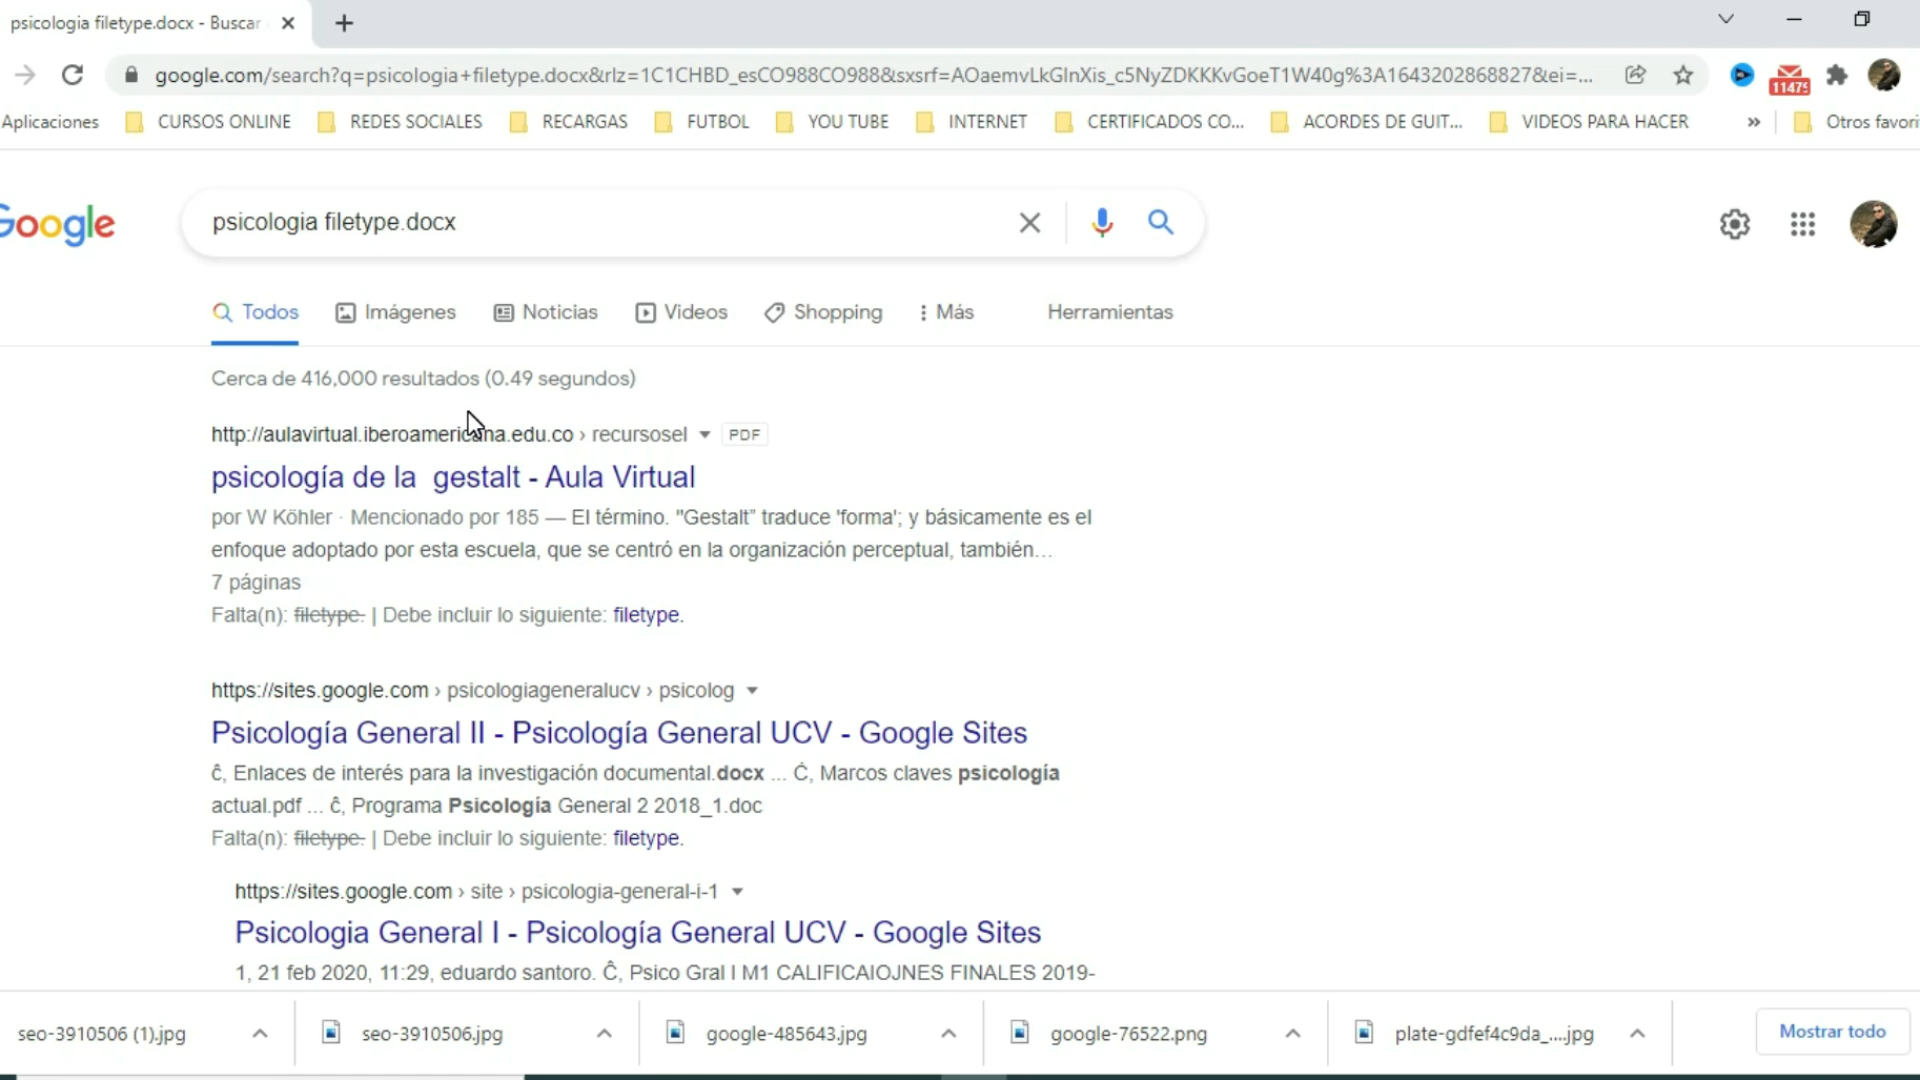 psicologia filetype.docx - Buscar
google.com/search?q=psicologia+filetype.docx&rlz=1C1CHBD_esCO988CO988&sxsrf=AOaemvLkGlnXis_c5NyZDKKKvGoeT1W40g%3A1643202868827&ei=...
Aplicaciones CURSOS ONLINE REDES SOCIALES RECARGAS FUTBOL YOU TUBE INTERNET CERTIFICADOS CO... ACORDES DE GUIT... VIDEOS PARA HACER » Otros favori
Google psicologia filetype.docx
Todos Imágenes Noticias Videos Shopping Más Herramientas
Cerca de 416,000 resultados (0.49 segundos)
http://aulavirtual.iberoamericana.edu.co › recursosel PDF
psicología de la gestalt - Aula Virtual
por W Köhler · Mencionado por 185 — El término. "Gestalt” traduce 'forma'; y básicamente es el
enfoque adoptado por esta escuela, que se centró en la organización perceptual, también...
7 páginas
Falta(n): filetype. | Debe incluir lo siguiente: filetype.
https://sites.google.com › psicologiageneralucv › psicolog
Psicología General II - Psicología General UCV - Google Sites
ĉ, Enlaces de interés para la investigación documental.docx ... Ċ, Marcos claves psicología
actual.pdf ... ĉ, Programa Psicología General 2 2018_1.doc
Falta(n): filetype. | Debe incluir lo siguiente: filetype.
https://sites.google.com › site › psicologia-general-i-1
Psicologia General I - Psicología General UCV - Google Sites
1, 21 feb 2020, 11:29, eduardo santoro. Ĉ, Psico Gral I M1 CALIFICAIOJNES FINALES 2019-
seo-3910506 (1).jpg seo-3910506.jpg google-485643.jpg google-76522.png plate-gdfef4c9da_....jpg Mostrar todo